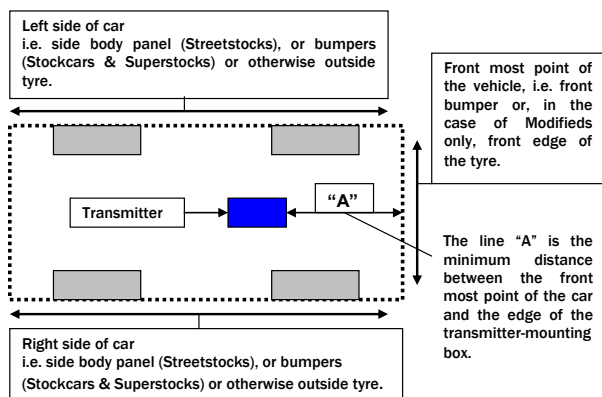 Left side of car
i.e. side body panel (Streetstocks), or bumpers
(Stockcars & Superstocks) or otherwise outside
tyre.
Front most point of
the vehicle, i.e. front
bumper or, in the
case of Modifieds
only, front edge of
the tyre.
Transmitter
“A”
The line “A” is the
minimum distance
between the front
most point of the car
and the edge of the
transmitter-mounting
box.
Right side of car
i.e. side body panel (Streetstocks), or bumpers
(Stockcars & Superstocks) or otherwise outside tyre.